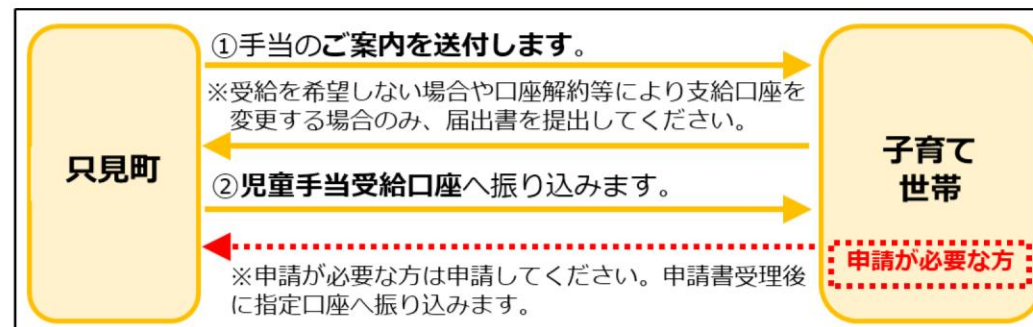 只見町
①手当のご案内を送付します。
※受給を希望しない場合や口座解約等により支給口座を
変更する場合のみ、届出書を提出してください。
②児童手当受給口座へ振り込みます。
※申請が必要な方は申請してください。申請書受理後
に指定口座へ振り込みます。
子育て
世帯
申請が必要な方